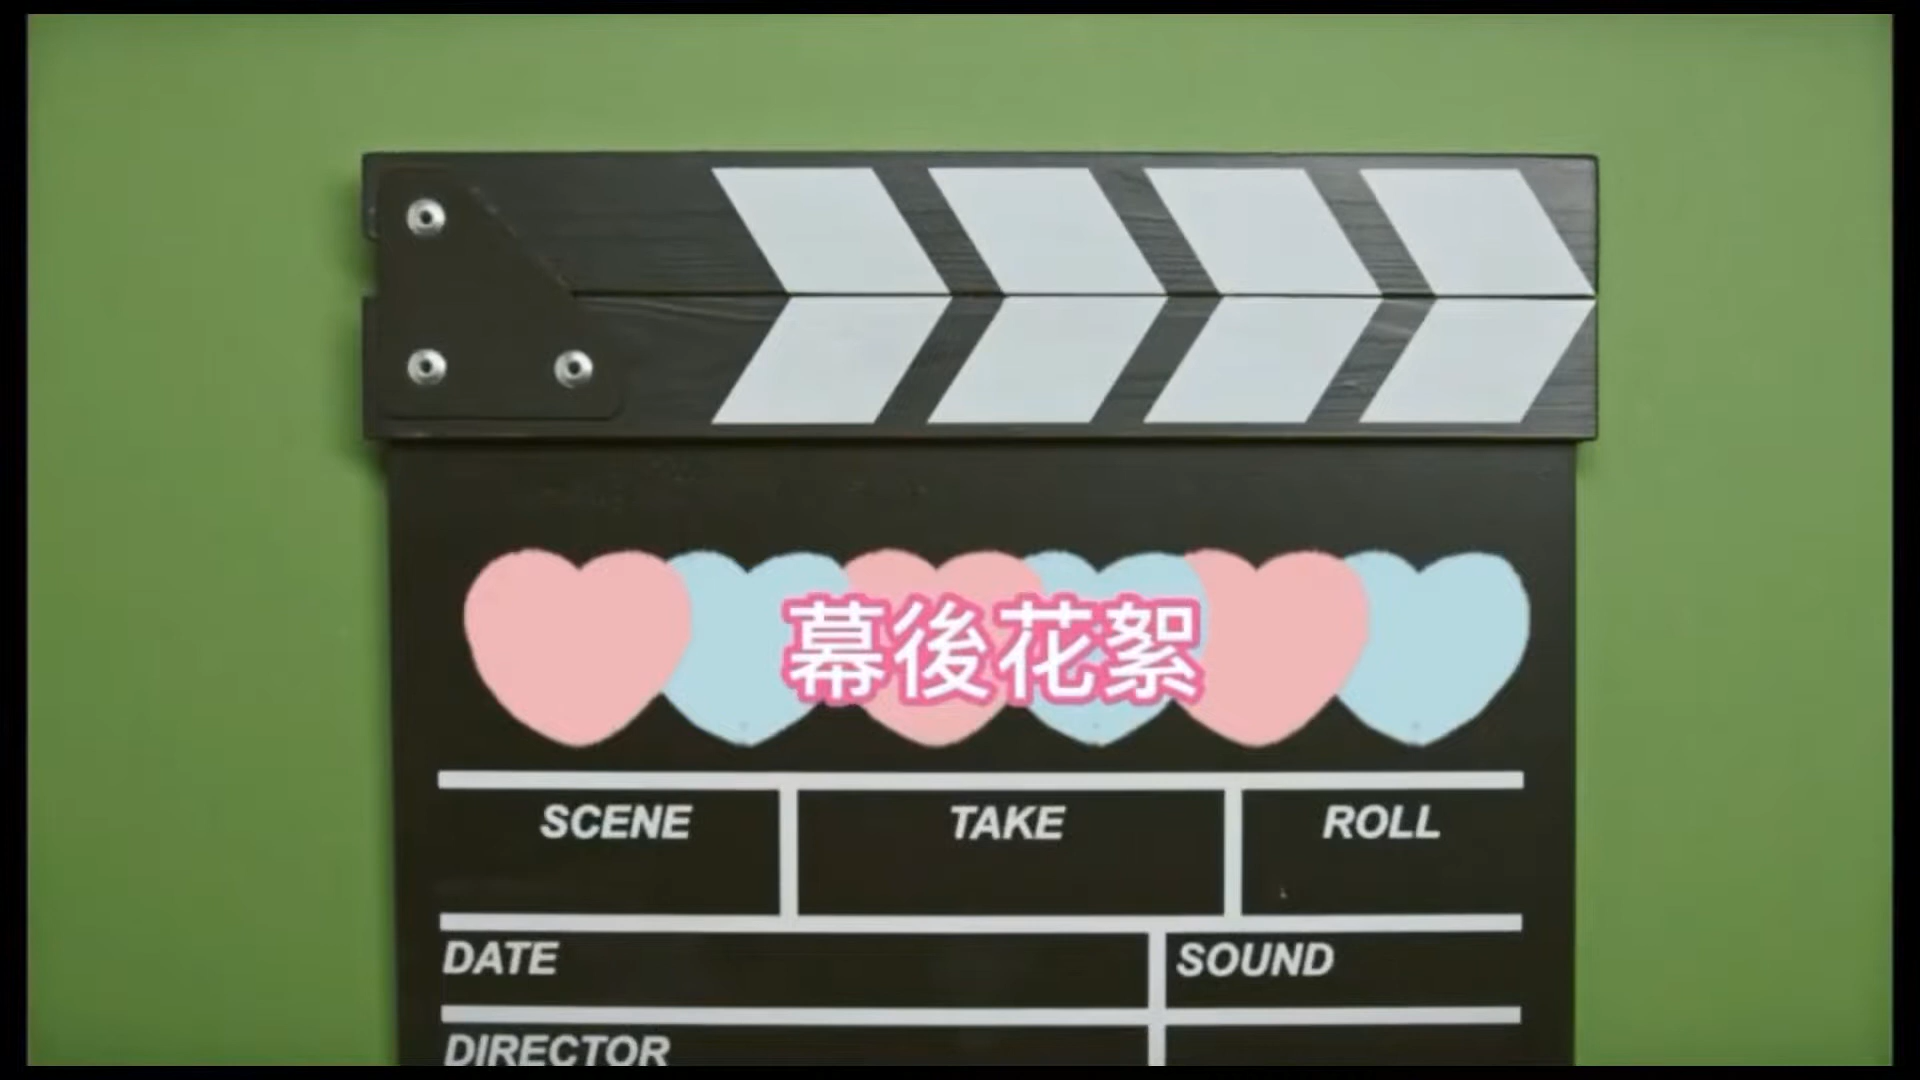 幕後花絮
SCENE TAKE ROLL
DATE SOUND
DIRECTOR